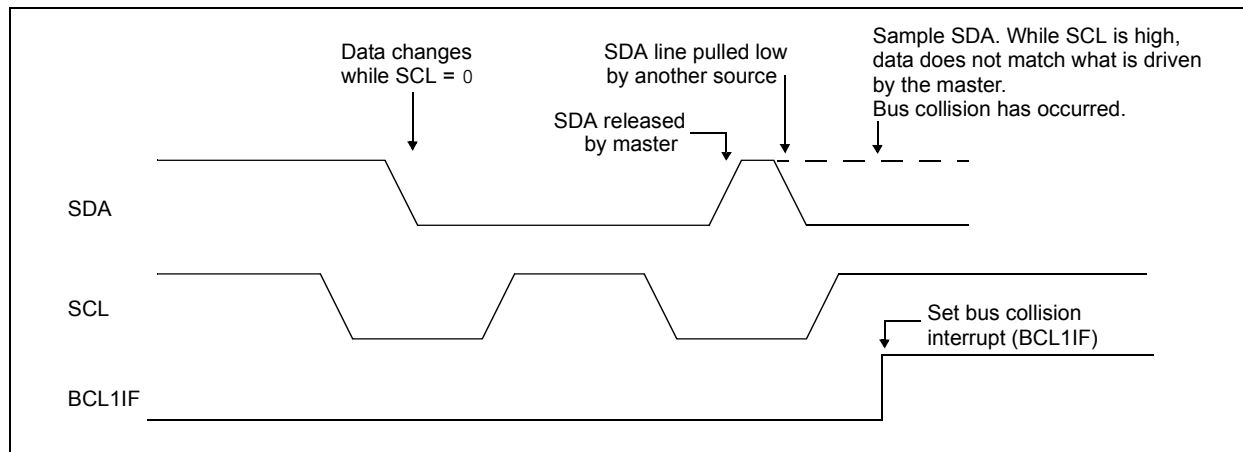 Data changes
while SCL = 0
SDA line pulled low
by another source
Sample SDA. While SCL is high,
data does not match what is driven
by the master.
Bus collision has occurred.
SDA released
by master
SDA
SCL
Set bus collision
interrupt (BCL1IF)
BCL1IF